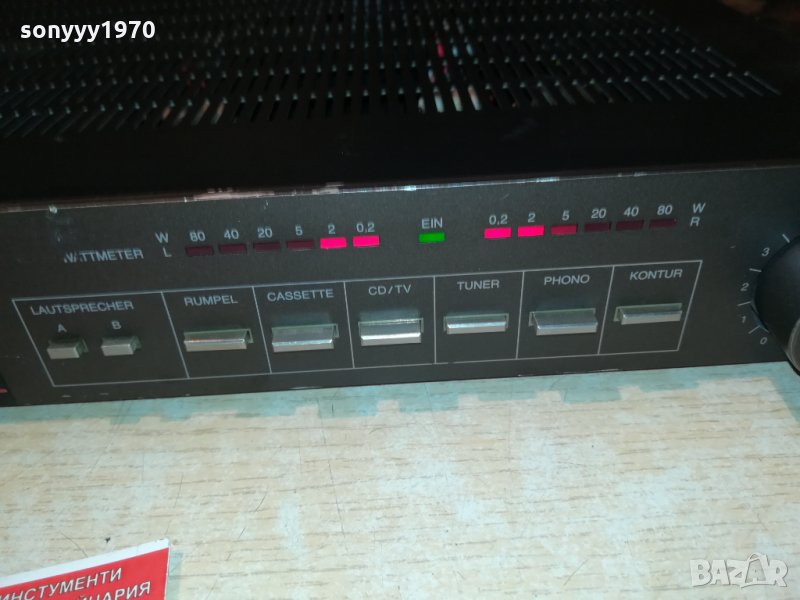 sonyyy1970
W 80 40 20 5 2 0,2 EIN 0,2 2 5 20 40 80 W
WATTMETER L R
LAUTSPRECHER RUMPEL CASSETTE CD/TV TUNER PHONO KONTUR
A B
3
2
1
0
ИНСТУМЕНТИ
BAZAR